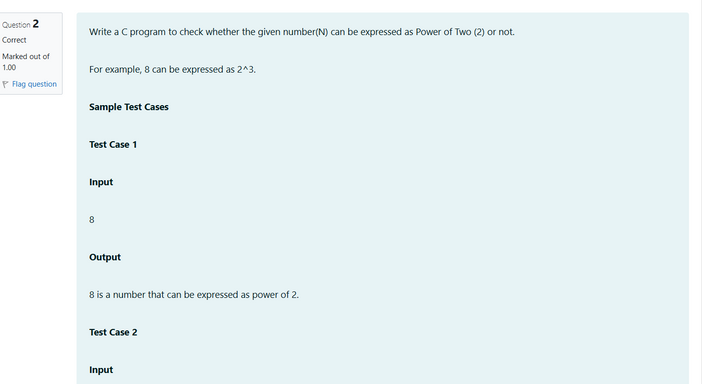 Question 2
Correct
Marked out of
1.00
Flag question
Write a C program to check whether the given number(N) can be expressed as Power of Two (2) or not.
For example, 8 can be expressed as 2^3.
Sample Test Cases
Test Case 1
Input
8
Output
8 is a number that can be expressed as power of 2.
Test Case 2
Input